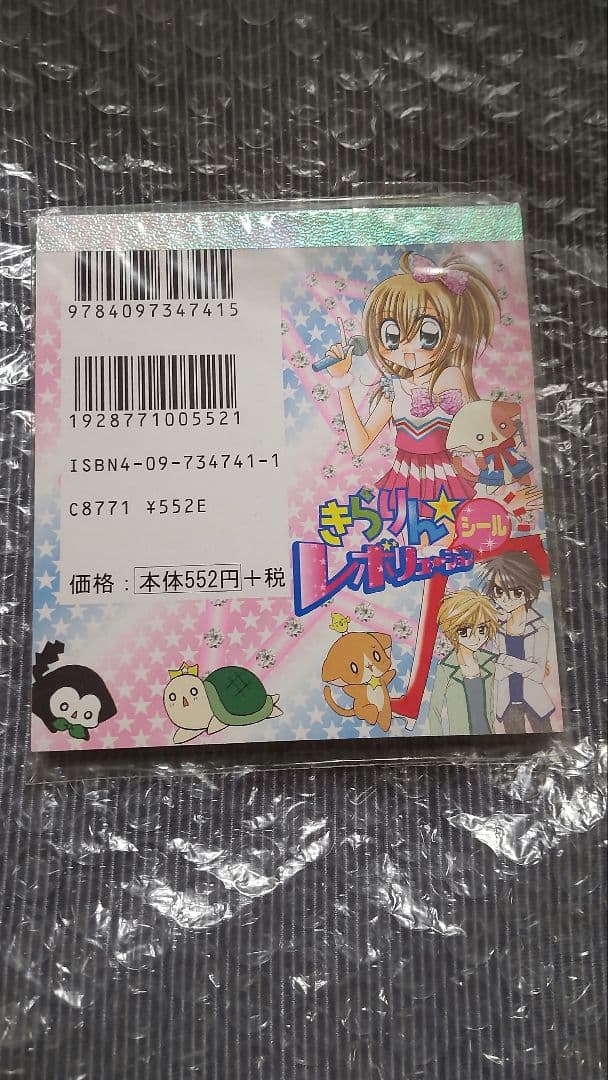 9784097347415
1928771005521
ISBN4-09-734741-1
C8771 ¥552E
価格：本体552円＋税
きらりん☆
レボリューション
シール